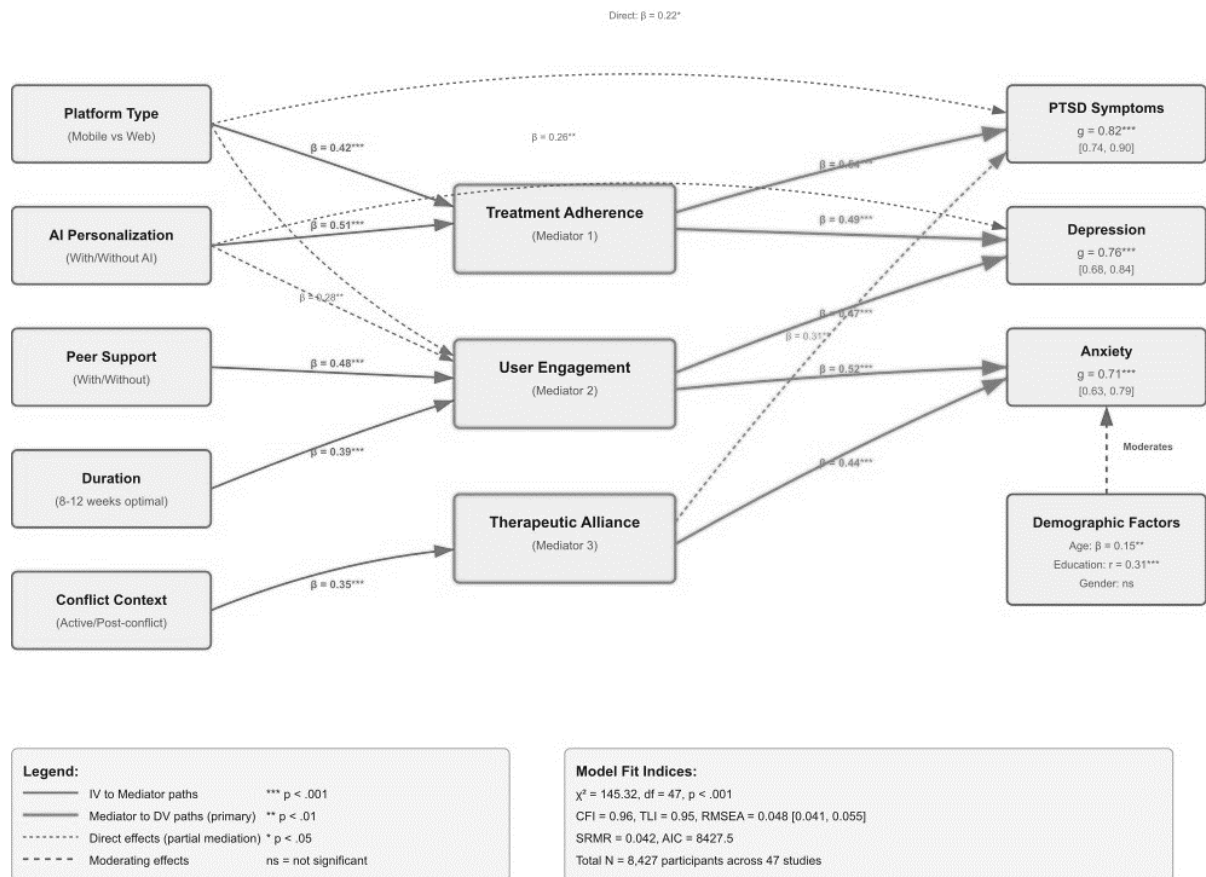 Direct: β = 0.22*
Platform Type
(Mobile vs Web)
PTSD Symptoms
g = 0.82***
[0.74, 0.90]
β = 0.26**
β = 0.42***
Treatment Adherence
(Mediator 1)
AI Personalization
(With/Without AI)
β = 0.51***
β = 0.49***
Depression
g = 0.76***
[0.68, 0.84]
β = 0.28**
β = 0.47***
β = 0.31**
Peer Support
(With/Without)
β = 0.48***
User Engagement
(Mediator 2)
β = 0.52***
Anxiety
g = 0.71***
[0.63, 0.79]
Moderates
Duration
(8-12 weeks optimal)
β = 0.39***
β = 0.44***
Therapeutic Alliance
(Mediator 3)
Demographic Factors
Age: β = 0.15**
Education: r = 0.31***
Gender: ns
Conflict Context
(Active/Post-conflict)
β = 0.35***
Legend:
IV to Mediator paths *** p < .001
Mediator to DV paths (primary) ** p < .01
Direct effects (partial mediation) * p < .05
Moderating effects ns = not significant
Model Fit Indices:
χ² = 145.32, df = 47, p < .001
CFI = 0.96, TLI = 0.95, RMSEA = 0.048 [0.041, 0.055]
SRMR = 0.042, AIC = 8427.5
Total N = 8,427 participants across 47 studies